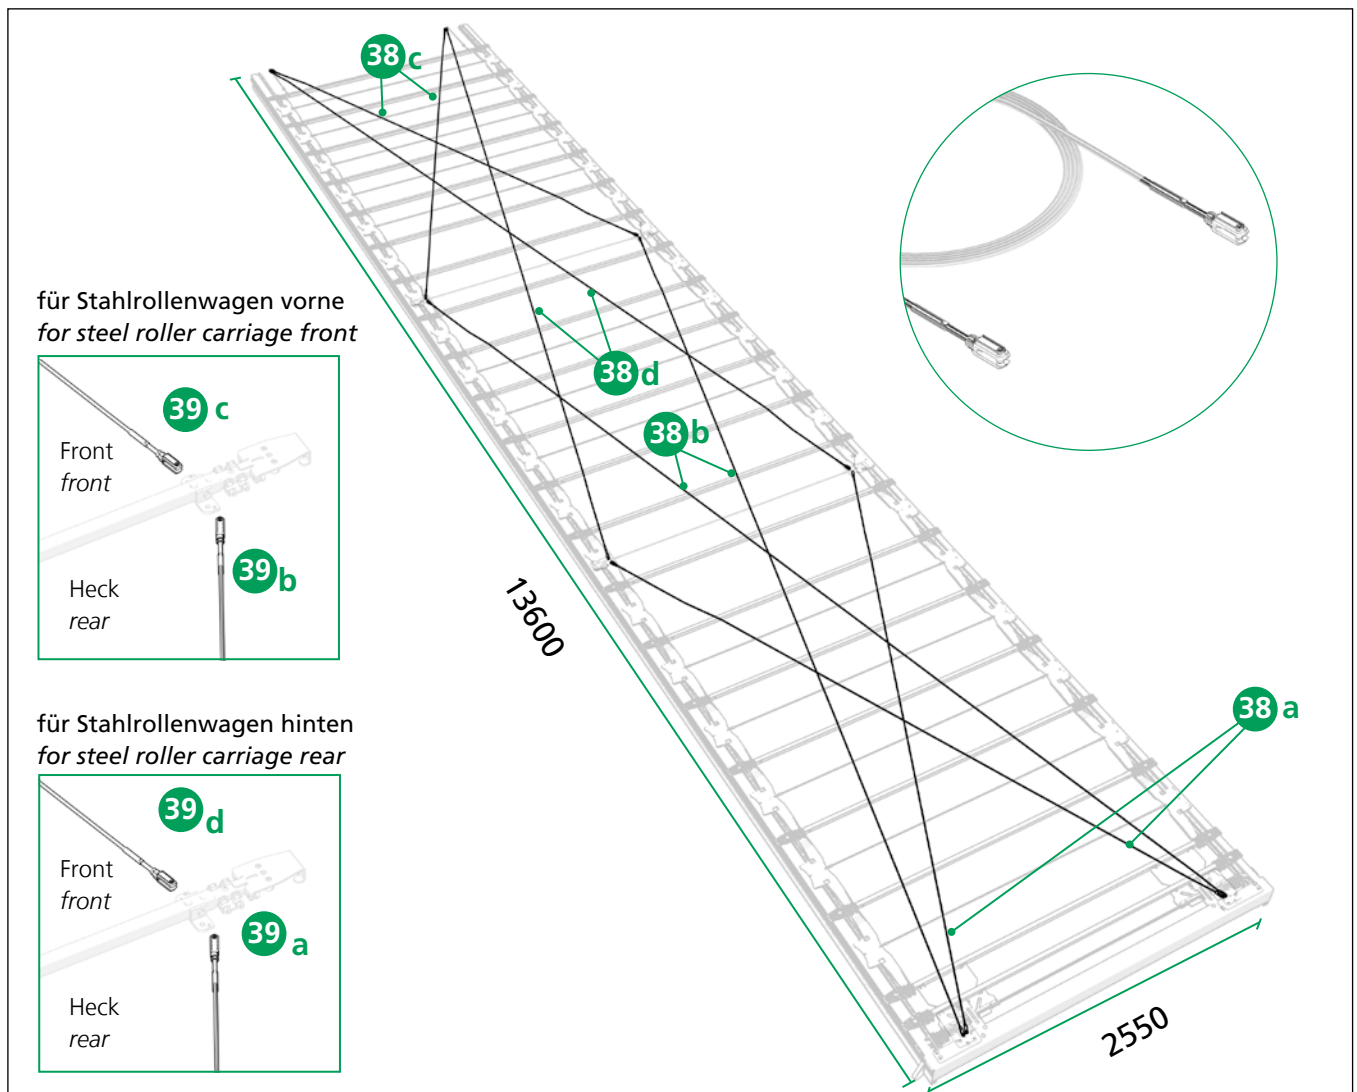 38 c
für Stahlrollenwagen vorne
for steel roller carriage front
39 c
Front
front
39 b
Heck
rear
38 d
38 b
13600
für Stahlrollenwagen hinten
for steel roller carriage rear
39 d
Front
front
39 a
Heck
rear
38 a
2550